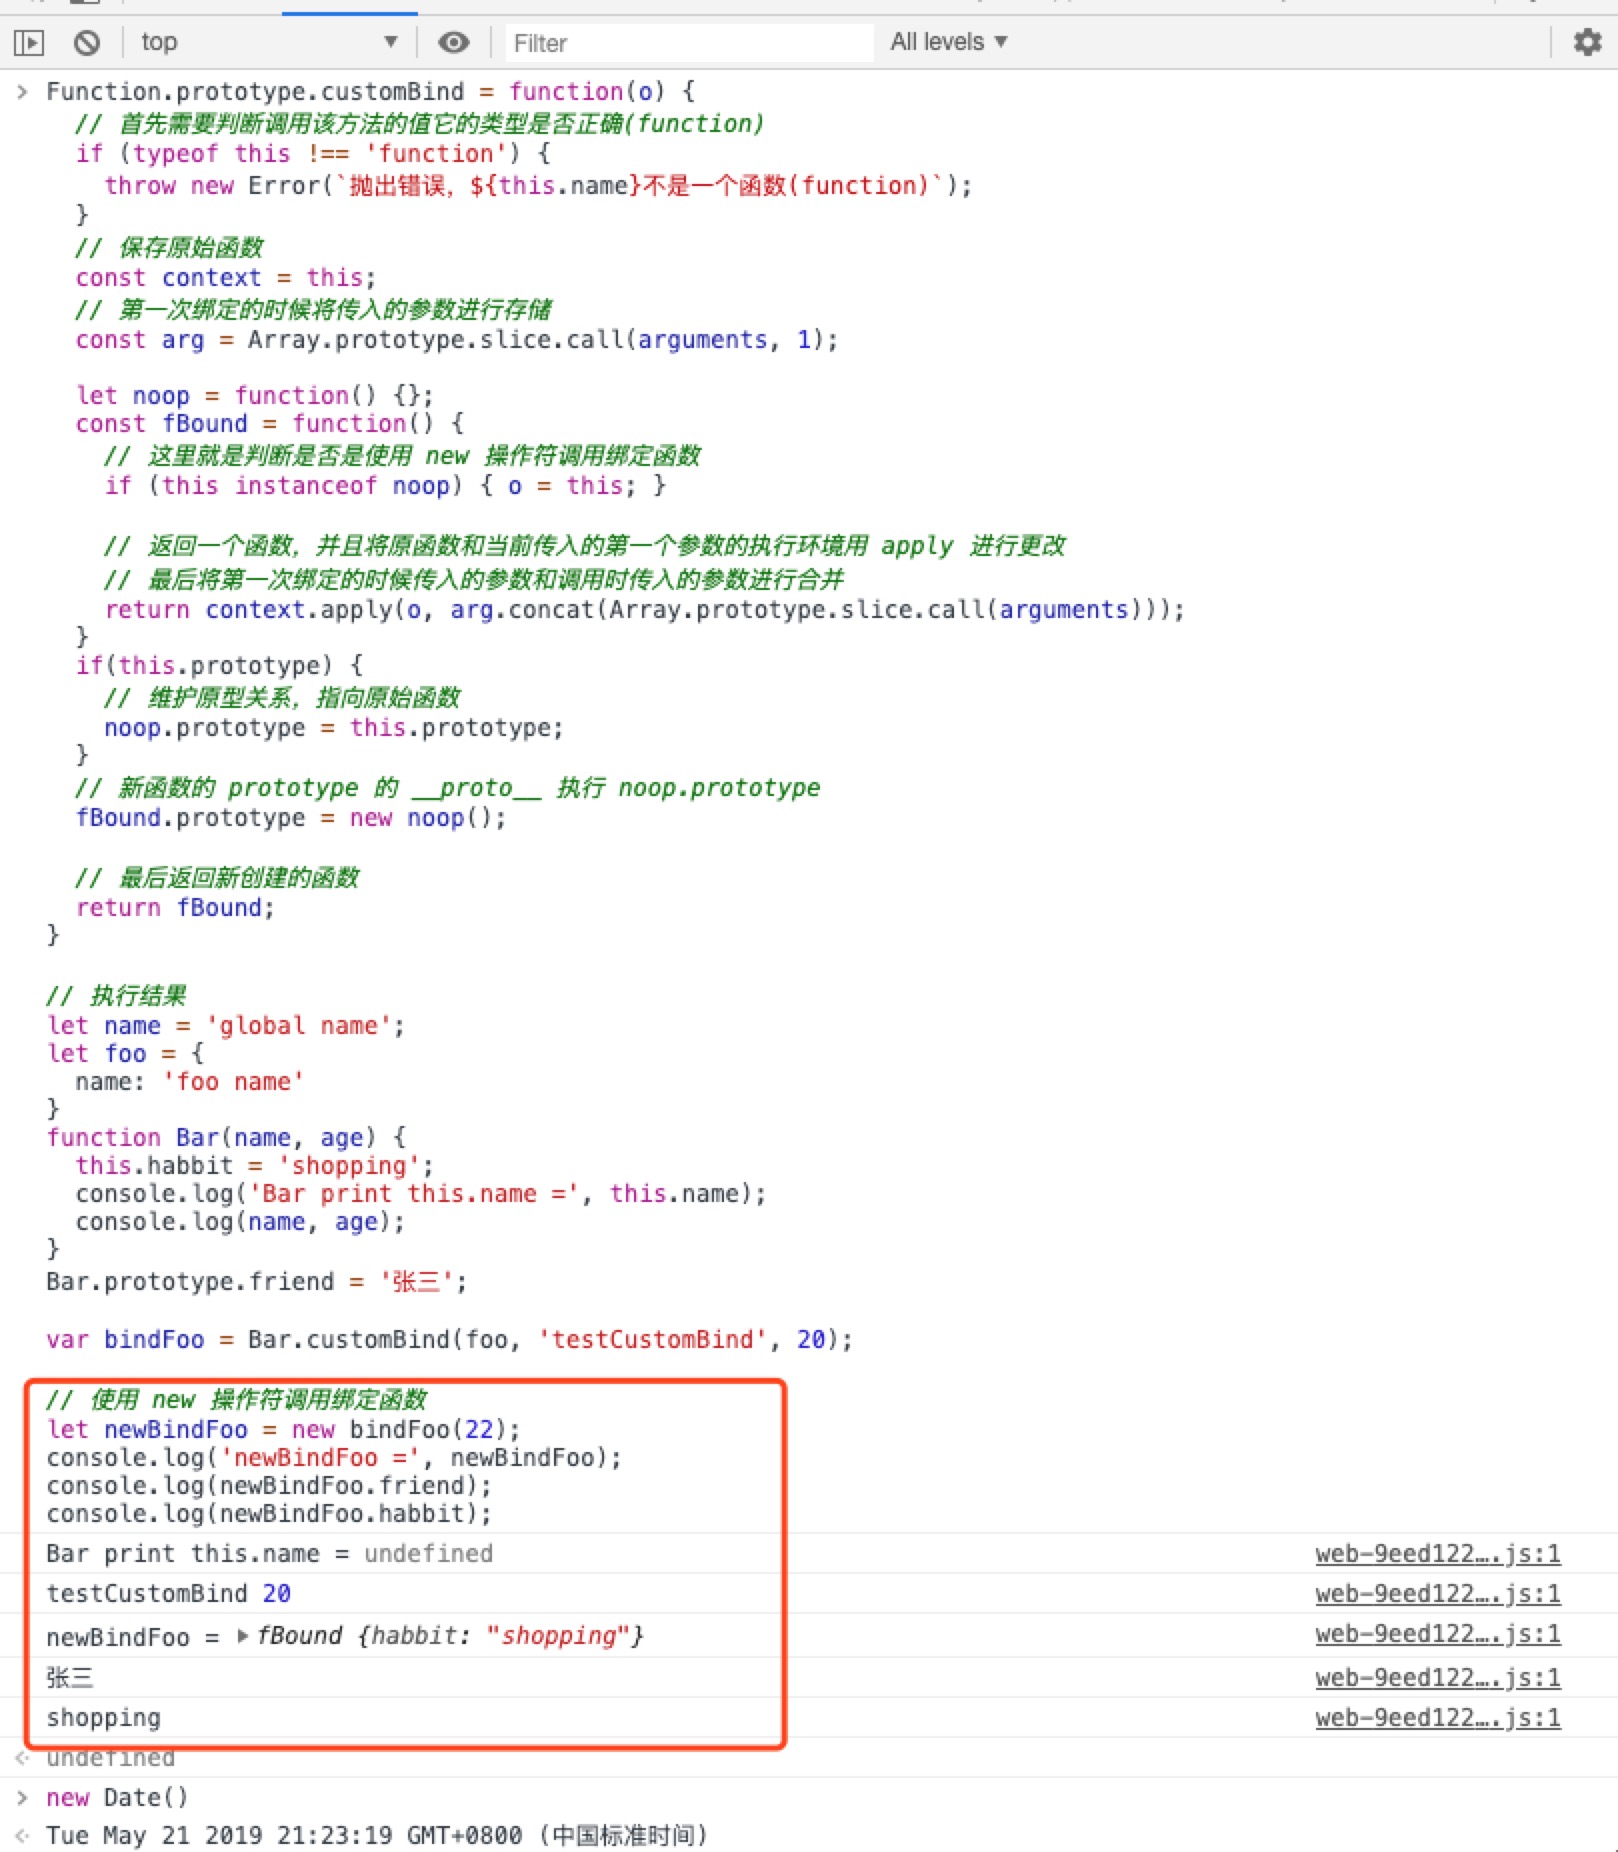 top
Filter
All levels
Function.prototype.customBind = function(o) {
// 首先需要判断调用该方法的值它的类型是否正确(function)
if (typeof this !== 'function') {
throw new Error(`抛出错误，${this.name}不是一个函数(function)`);
}
// 保存原始函数
const context = this;
// 第一次绑定的时候将传入的参数进行存储
const arg = Array.prototype.slice.call(arguments, 1);
let noop = function() {};
const fBound = function() {
// 这里就是判断是否是使用 new 操作符调用绑定函数
if (this instanceof noop) { o = this; }
// 返回一个函数，并且将原函数和当前传入的第一个参数的执行环境用 apply 进行更改
// 最后将第一次绑定的时候传入的参数和调用时传入的参数进行合并
return context.apply(o, arg.concat(Array.prototype.slice.call(arguments)));
}
if(this.prototype) {
// 维护原型关系，指向原始函数
noop.prototype = this.prototype;
}
// 新函数的 prototype 的 __proto__ 执行 noop.prototype
fBound.prototype = new noop();
// 最后返回新创建的函数
return fBound;
}
// 执行结果
let name = 'global name';
let foo = {
name: 'foo name'
}
function Bar(name, age) {
this.habbit = 'shopping';
console.log('Bar print this.name =', this.name);
console.log(name, age);
}
Bar.prototype.friend = '张三';
var bindFoo = Bar.customBind(foo, 'testCustomBind', 20);
// 使用 new 操作符调用绑定函数
let newBindFoo = new bindFoo(22);
console.log('newBindFoo =', newBindFoo);
console.log(newBindFoo.friend);
console.log(newBindFoo.habbit);
Bar print this.name = undefined web-9eed122….js:1
testCustomBind 20 web-9eed122….js:1
newBindFoo = ▶ fBound {habbit: "shopping"} web-9eed122….js:1
张三 web-9eed122….js:1
shopping web-9eed122….js:1
undefined
new Date()
Tue May 21 2019 21:23:19 GMT+0800 (中国标准时间)